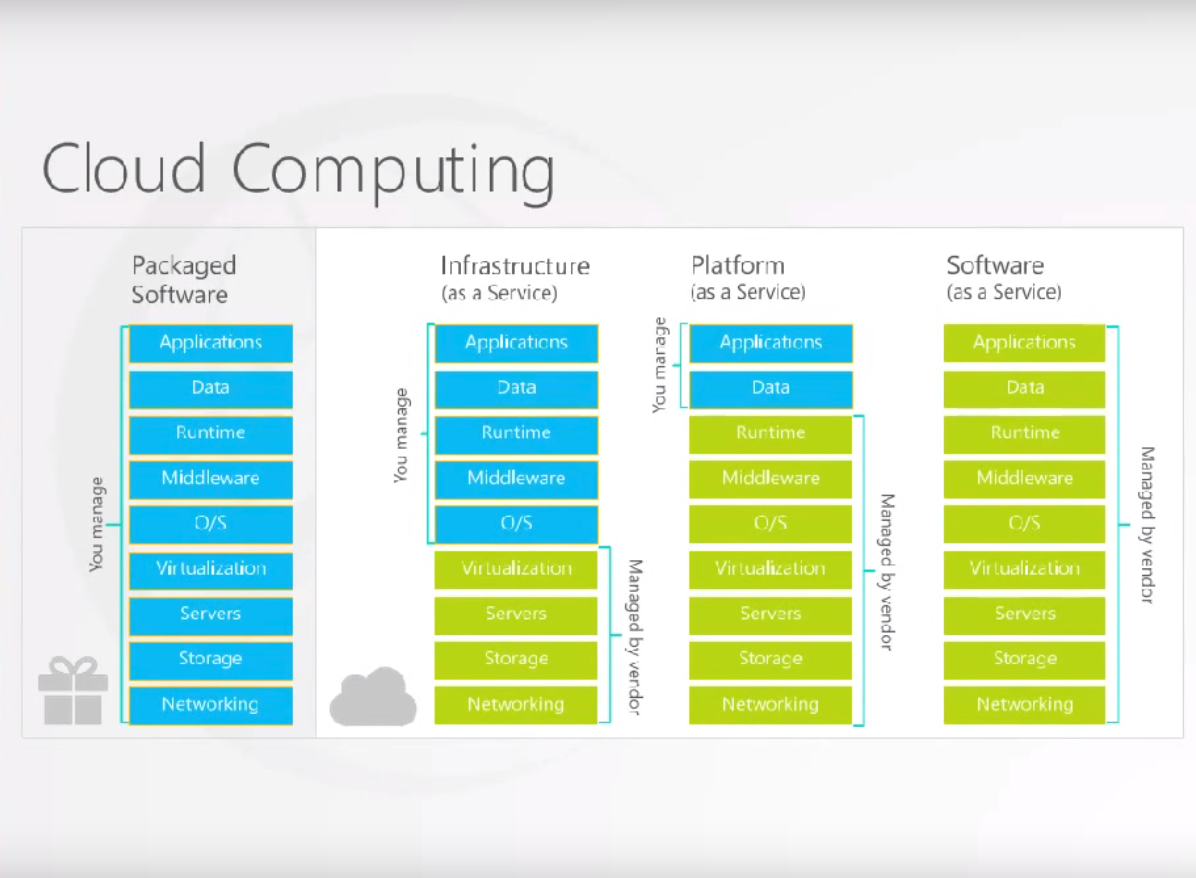 Cloud Computing
Packaged
Software
You manage
Applications
Data
Runtime
Middleware
O/S
Virtualization
Servers
Storage
Networking
Infrastructure
(as a Service)
You manage
Applications
Data
Runtime
Middleware
O/S
Virtualization
Servers
Storage
Networking
Managed by vendor
Platform
(as a Service)
You manage
Applications
Data
Runtime
Middleware
O/S
Virtualization
Servers
Storage
Networking
Managed by vendor
Software
(as a Service)
Applications
Data
Runtime
Middleware
O/S
Virtualization
Servers
Storage
Networking
Managed by vendor